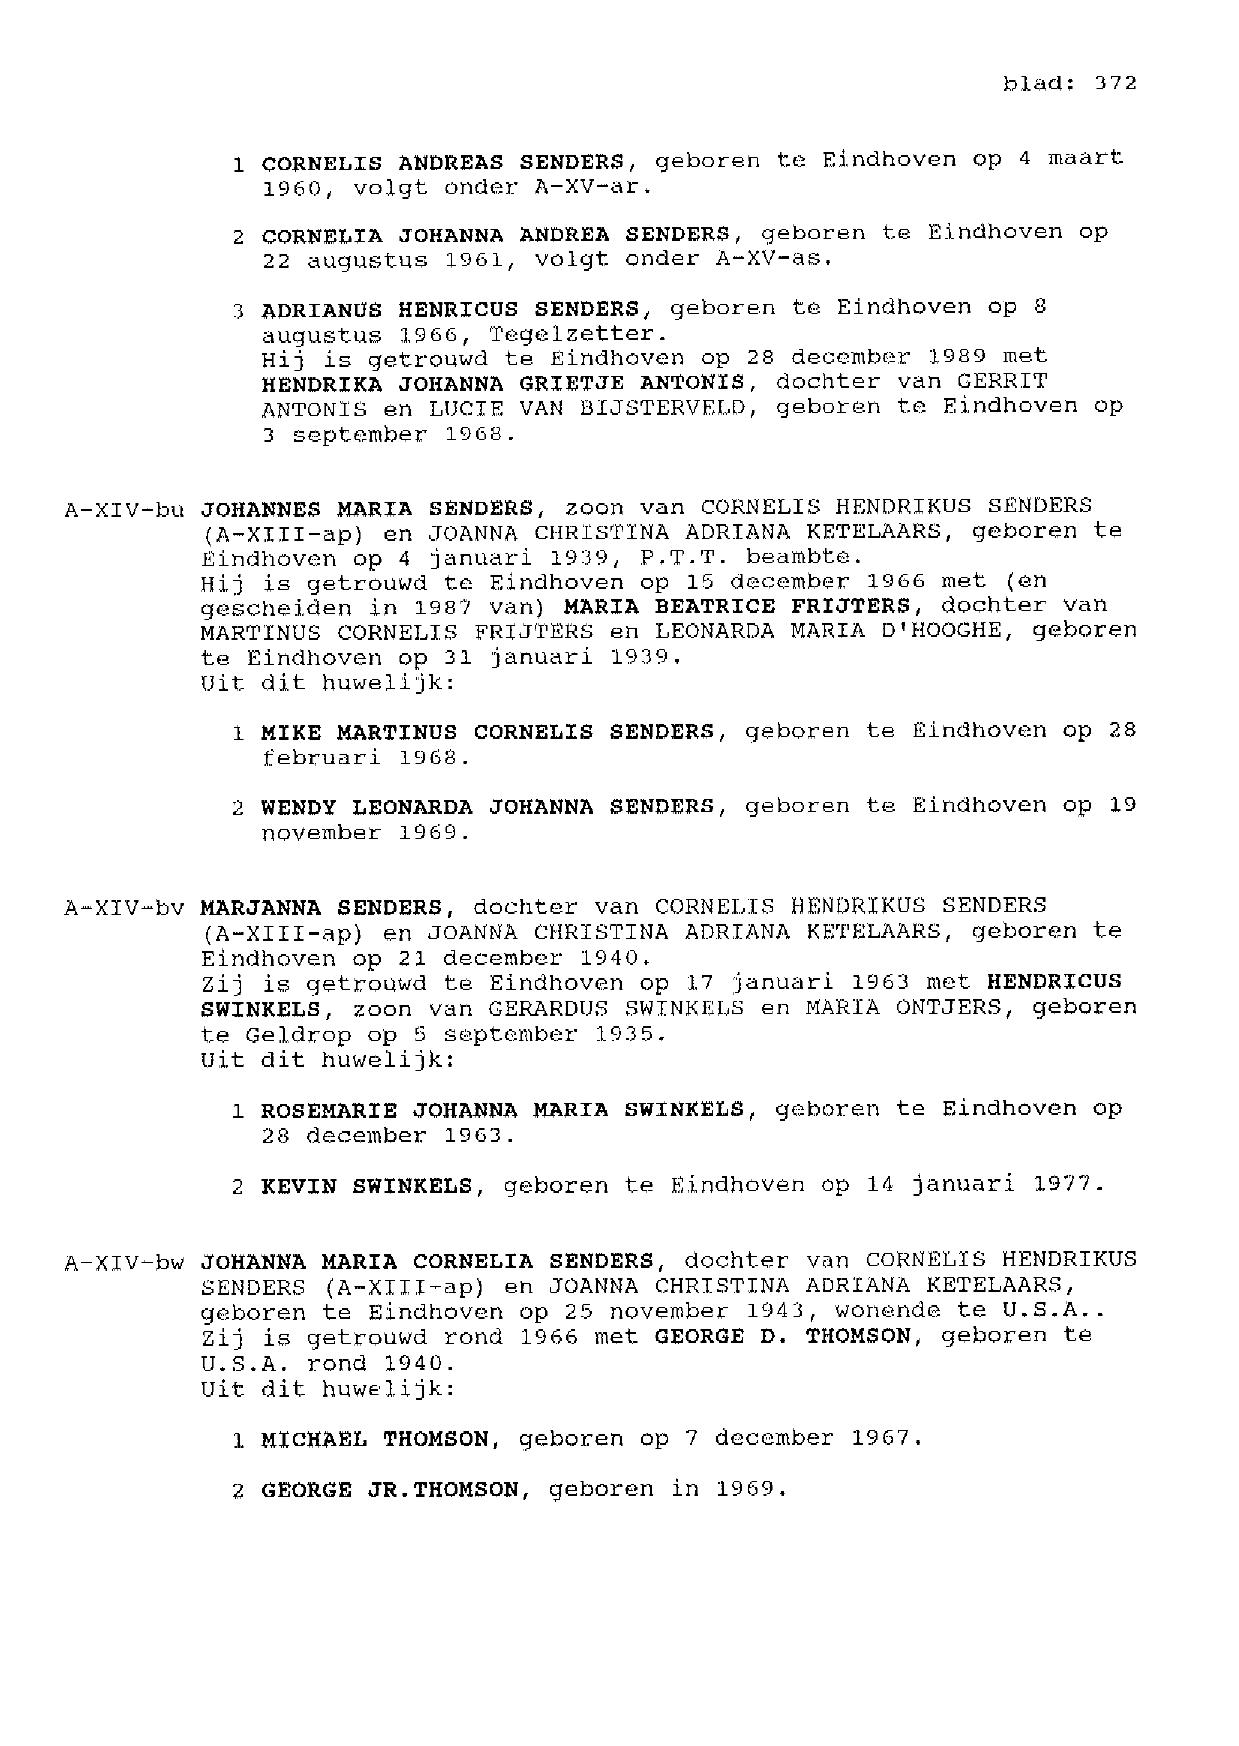 blad: 372
1 CORNELIS ANDREAS SENDERS, geboren te Eindhoven op 4 maart
1960, volgt onder A-XV-ar.
2 CORNELIA JOHANNA ANDREA SENDERS, geboren te Eindhoven op
22 augustus 1961, volgt onder A-XV-as.
3 ADRIANUS HENRICUS SENDERS, geboren te Eindhoven op 8
augustus 1966, Tegelzetter.
Hij is getrouwd te Eindhoven op 28 december 1989 met
HENDRIKA JOHANNA GRIETJE ANTONIS, dochter van GERRIT
ANTONIS en LUCIE VAN BIJSTERVELD, geboren te Eindhoven op
3 september 1968.
A-XIV-bu JOHANNES MARIA SENDERS, zoon van CORNELIS HENDRIKUS SENDERS
(A-XIII-ap) en JOANNA CHRISTINA ADRIANA KETELAARS, geboren te
Eindhoven op 4 januari 1939, P.T.T. beambte.
Hij is getrouwd te Eindhoven op 15 december 1966 met (en
gescheiden in 1987 van) MARIA BEATRICE FRIJTERS, dochter van
MARTINUS CORNELIS FRIJTERS en LEONARDA MARIA D'HOOGHE, geboren
te Eindhoven op 31 januari 1939.
Uit dit huwelijk:
1 MIKE MARTINUS CORNELIS SENDERS, geboren te Eindhoven op 28
februari 1968.
2 WENDY LEONARDA JOHANNA SENDERS, geboren te Eindhoven op 19
november 1969.
A-XIV-bv MARJANNA SENDERS, dochter van CORNELIS HENDRIKUS SENDERS
(A-XIII-ap) en JOANNA CHRISTINA ADRIANA KETELAARS, geboren te
Eindhoven op 21 december 1940.
Zij is getrouwd te Eindhoven op 17 januari 1963 met HENDRICUS
SWINKELS, zoon van GERARDUS SWINKELS en MARIA ONTJERS, geboren
te Geldrop op 5 september 1935.
Uit dit huwelijk:
1 ROSEMARIE JOHANNA MARIA SWINKELS, geboren te Eindhoven op
28 december 1963.
2 KEVIN SWINKELS, geboren te Eindhoven op 14 januari 1977.
A-XIV-bw JOHANNA MARIA CORNELIA SENDERS, dochter van CORNELIS HENDRIKUS
SENDERS (A-XIII-ap) en JOANNA CHRISTINA ADRIANA KETELAARS,
geboren te Eindhoven op 25 november 1943, wonende te U.S.A..
Zij is getrouwd rond 1966 met GEORGE D. THOMSON, geboren te
U.S.A. rond 1940.
Uit dit huwelijk:
1 MICHAEL THOMSON, geboren op 7 december 1967.
2 GEORGE JR.THOMSON, geboren in 1969.